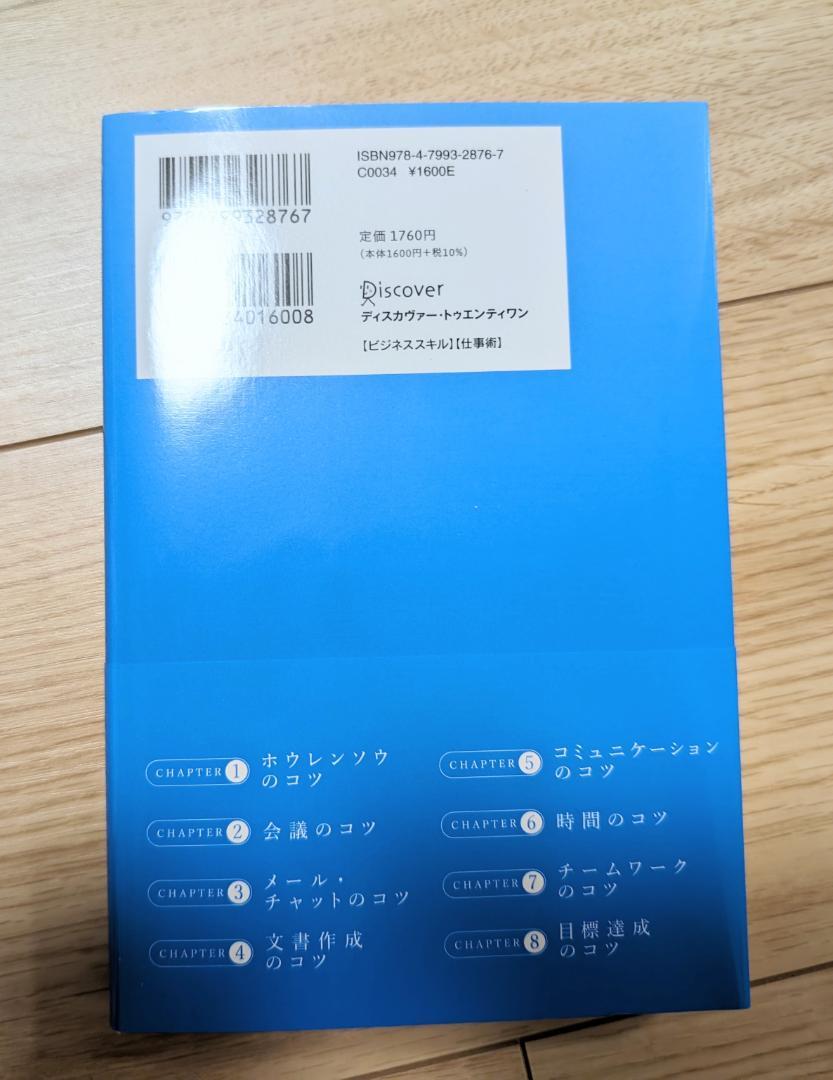 ISBN978-4-7993-2876-7
C0034 ¥1600E
328767
定価 1760円
(本体1600円+税10%)
4016008
Discover
ディスカヴァー・トゥエンティワン
【ビジネススキル】【仕事術】
CHAPTER 1 ホウレンソウ
のコツ
CHAPTER 2 会議のコツ
CHAPTER 3 メール・
チャットのコツ
CHAPTER 4 文書作成
のコツ
CHAPTER 5 コミュニケーション
のコツ
CHAPTER 6 時間のコツ
CHAPTER 7 チームワーク
のコツ
CHAPTER 8 目標達成
のコツ